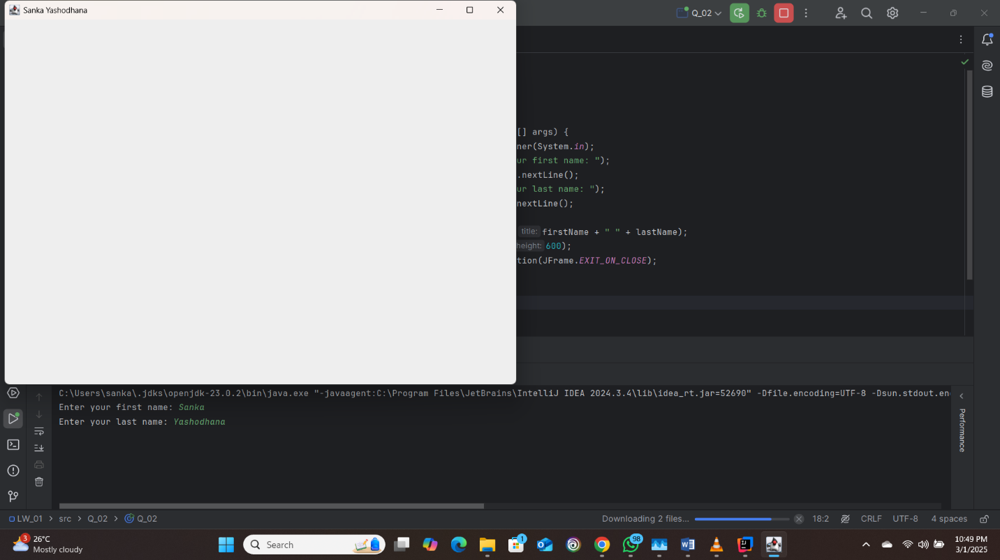 Sanka Yashodhana
Q_02
[] args) {
ner(System.in);
ur first name: ");
.nextLine();
ur last name: ");
nextLine();
title: firstName + " " + lastName);
height: 600);
tion(JFrame.EXIT_ON_CLOSE);
C:\Users\sanka\.jdks\openjdk-23.0.2\bin\java.exe "-javaagent:C:\Program Files\JetBrains\IntelliJ IDEA 2024.3.4\lib\idea_rt.jar=52690" -Dfile.encoding=UTF-8 -Dsun.stdout.en
Enter your first name: Sanka
Enter your last name: Yashodhana
Performance
LW_01 > src > Q_02 > Q_02
Downloading 2 files... 18:2 CRLF UTF-8 4 spaces
3
26°C
Mostly cloudy
Search
1
98
10:49 PM
3/1/2025